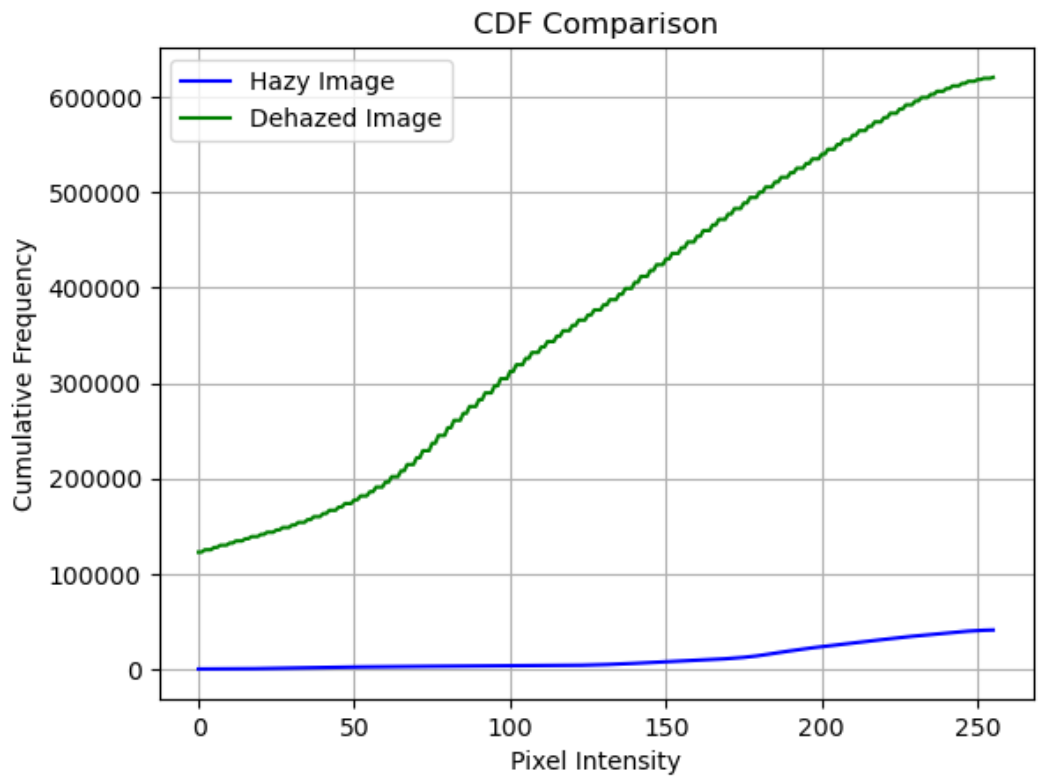 CDF Comparison
Hazy Image
Dehazed Image
Cumulative Frequency
600000
500000
400000
300000
200000
100000
0
0 50 100 150 200 250
Pixel Intensity